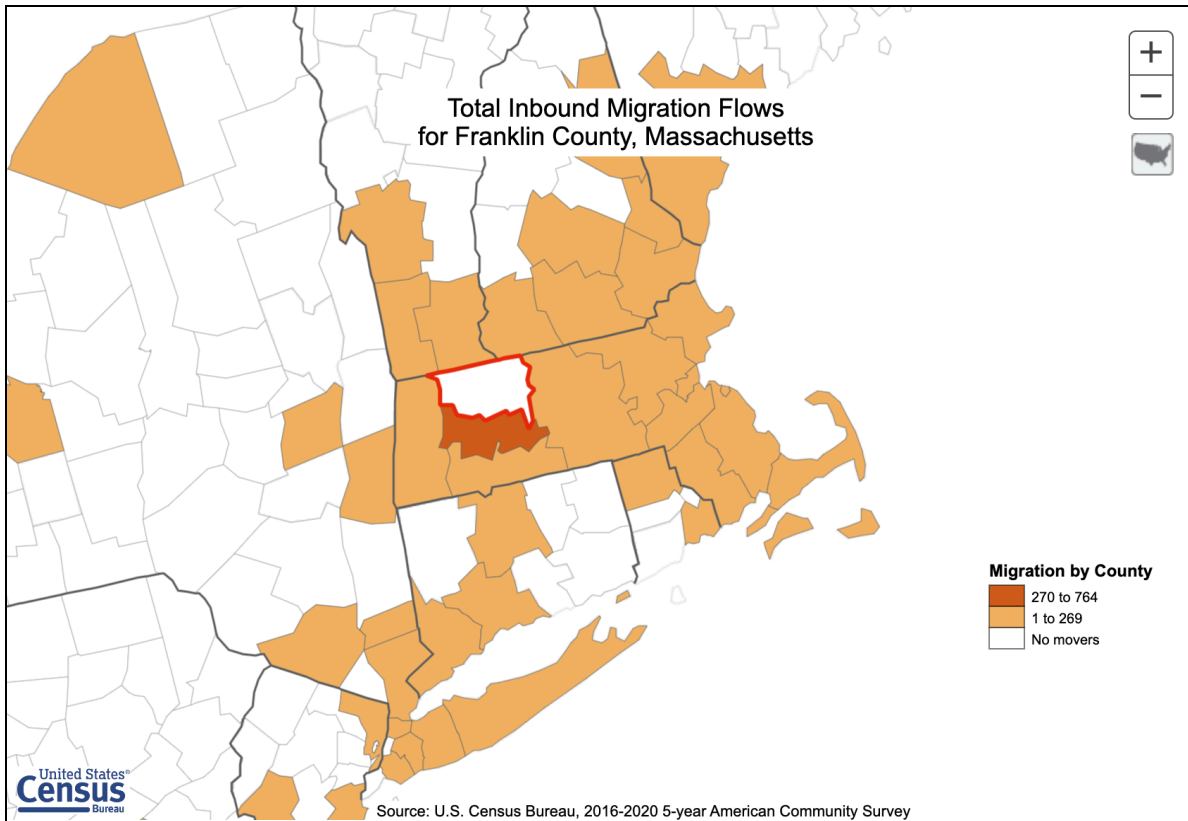 +
−
Total Inbound Migration Flows
for Franklin County, Massachusetts
Migration by County
270 to 764
1 to 269
No movers
United States®
Census
Bureau
Source: U.S. Census Bureau, 2016-2020 5-year American Community Survey